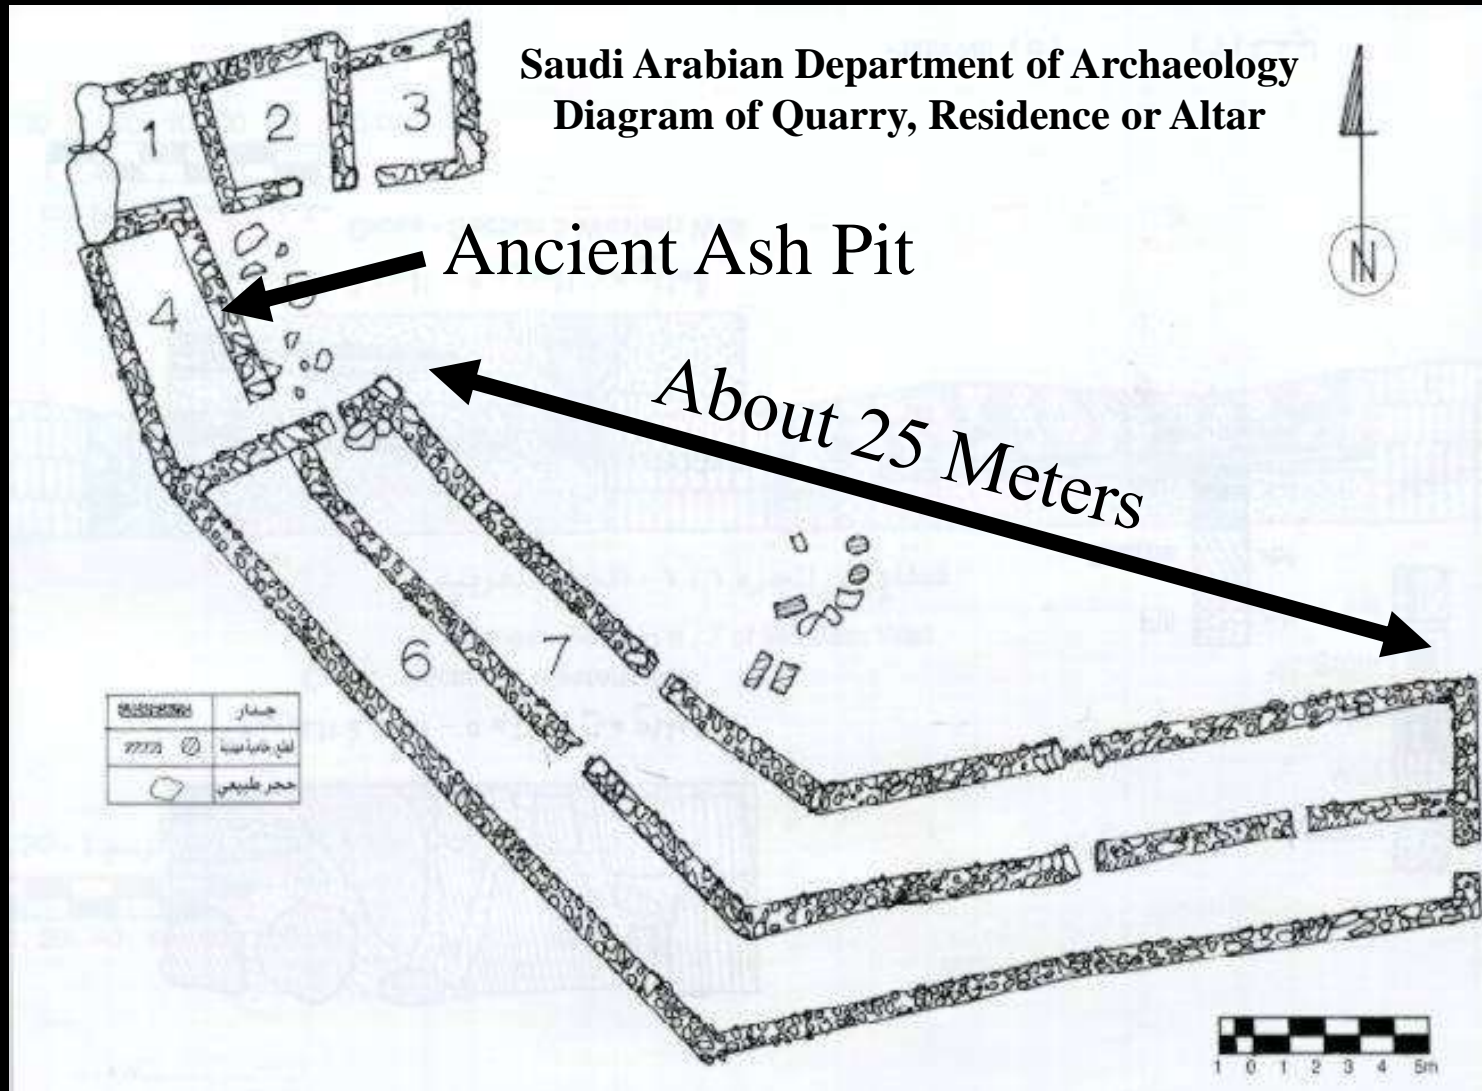 Saudi Arabian Department of Archaeology
Diagram of Quarry, Residence or Altar
1
2
3
Ancient Ash Pit
N
4
5
About 25 Meters
6
7
جدار
حجر طبيعي
1 0 1 2 3 4 5m